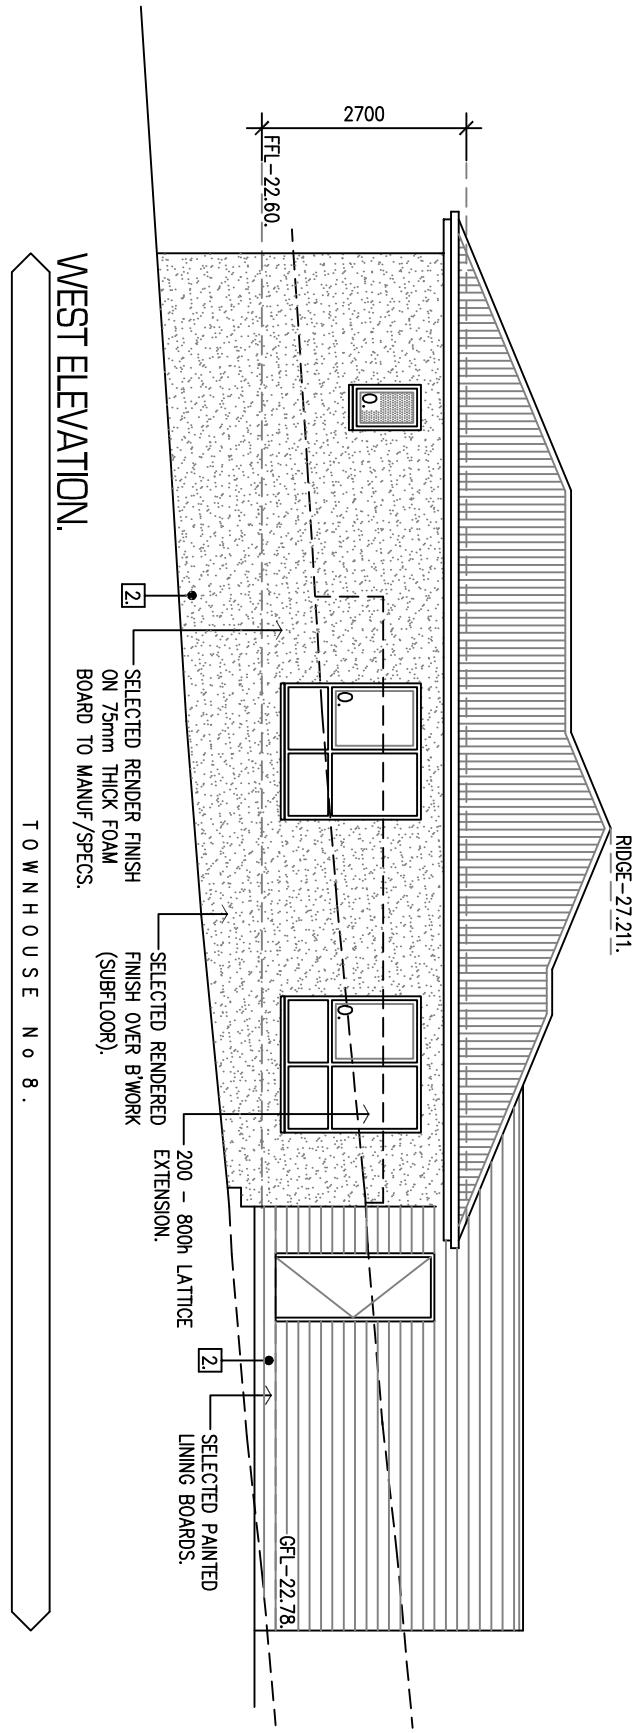 2700
FFL-22.60.
RIDGE-27.211.
O.
O.
O.
2.
SELECTED RENDER FINISH
ON 75mm THICK FOAM
BOARD TO MANUF/SPECS.
SELECTED RENDERED
FINISH OVER B'WORK
(SUBFLOOR).
200 - 800h LATTICE
EXTENSION.
2.
SELECTED PAINTED
LINING BOARDS.
GFL-22.78.
WEST ELEVATION.
TOWNHOUSE No 8.